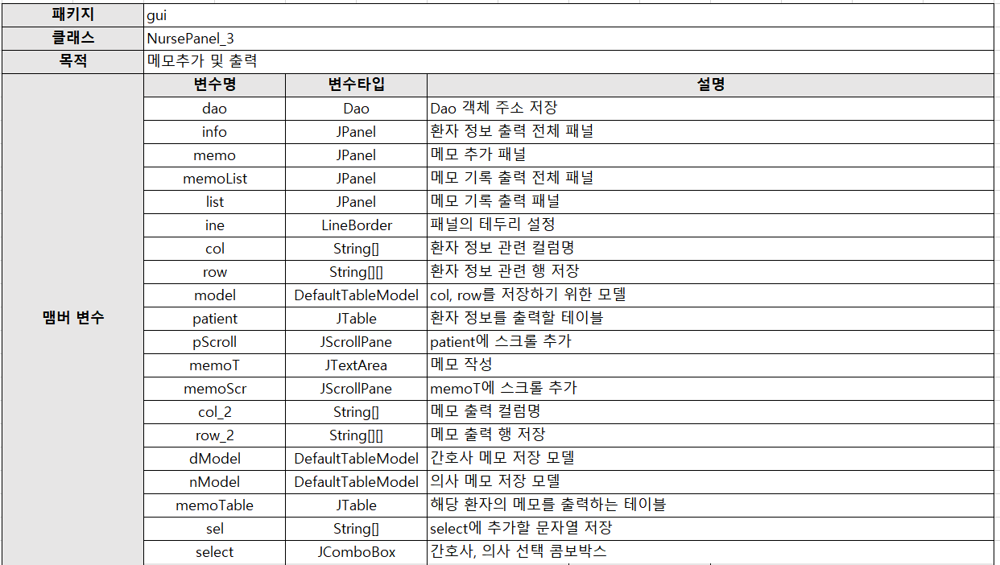 패키지 gui
클래스 NursePanel_3
목적 메모추가 및 출력
변수명 변수타입 설명
dao Dao Dao 객체 주소 저장
info JPanel 환자 정보 출력 전체 패널
memo JPanel 메모 추가 패널
memoList JPanel 메모 기록 출력 전체 패널
list JPanel 메모 기록 출력 패널
ine LineBorder 패널의 테두리 설정
col String[] 환자 정보 관련 컬럼명
row String[][] 환자 정보 관련 행 저장
model DefaultTableModel col, row를 저장하기 위한 모델
맴버 변수 patient JTable 환자 정보를 출력할 테이블
pScroll JScrollPane patient에 스크롤 추가
memoT JTextArea 메모 작성
memoScr JScrollPane memoT에 스크롤 추가
col_2 String[] 메모 출력 컬럼명
row_2 String[][] 메모 출력 행 저장
dModel DefaultTableModel 간호사 메모 저장 모델
nModel DefaultTableModel 의사 메모 저장 모델
memoTable JTable 해당 환자의 메모를 출력하는 테이블
sel String[] select에 추가할 문자열 저장
select JComboBox 간호사, 의사 선택 콤보박스